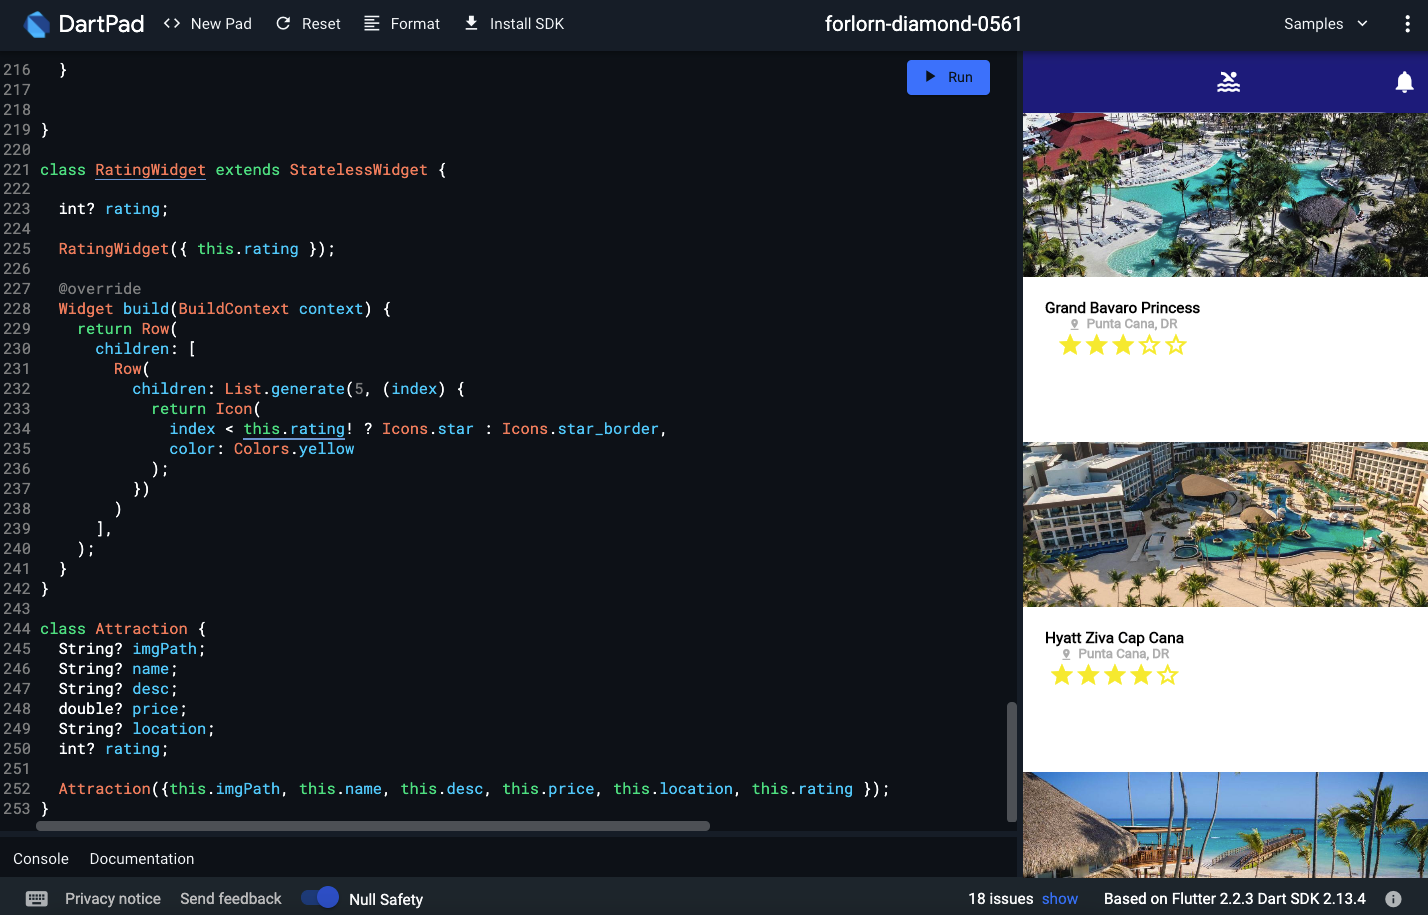 DartPad <> New Pad Reset Format Install SDK forlorn-diamond-0561 Samples
Run
216 }
217
218
219 }
220
221 class RatingWidget extends StatelessWidget {
222
223 int? rating;
224
225 RatingWidget({ this.rating });
226
227 @override
228 Widget build(BuildContext context) {
229 return Row(
230 children: [
231 Row(
232 children: List.generate(5, (index) {
233 return Icon(
234 index < this.rating! ? Icons.star : Icons.star_border,
235 color: Colors.yellow
236 );
237 })
238 )
239 ],
240 );
241 }
242 }
243
244 class Attraction {
245 String? imgPath;
246 String? name;
247 String? desc;
248 double? price;
249 String? location;
250 int? rating;
251
252 Attraction({this.imgPath, this.name, this.desc, this.price, this.location, this.rating });
253 }
Grand Bavaro Princess
Punta Cana, DR
Hyatt Ziva Cap Cana
Punta Cana, DR
Console Documentation
Privacy notice Send feedback Null Safety 18 issues show Based on Flutter 2.2.3 Dart SDK 2.13.4